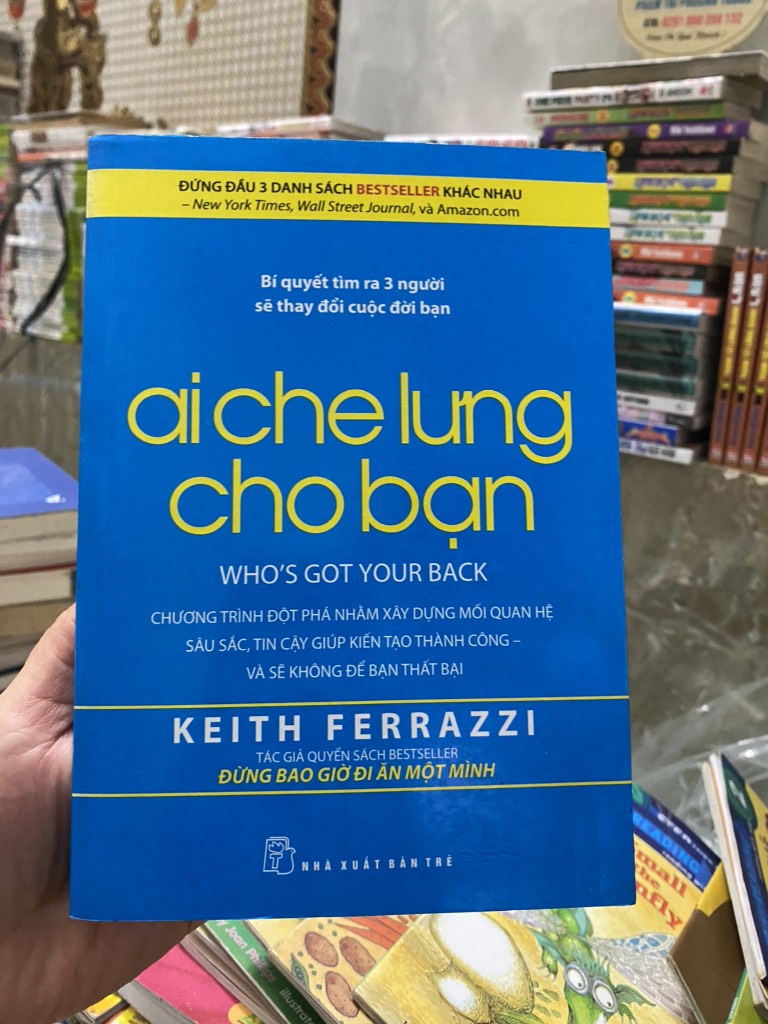 ĐỨNG ĐẦU 3 DANH SÁCH BESTSELLER KHÁC NHAU
– New York Times, Wall Street Journal, và Amazon.com
Bí quyết tìm ra 3 người
sẽ thay đổi cuộc đời bạn
ai che lưng
cho bạn
WHO'S GOT YOUR BACK
CHƯƠNG TRÌNH ĐỘT PHÁ NHẰM XÂY DỰNG MỐI QUAN HỆ
SÂU SẮC, TIN CẬY GIÚP KIẾN TẠO THÀNH CÔNG –
VÀ SẼ KHÔNG ĐỂ BẠN THẤT BẠI
KEITH FERRAZZI
TÁC GIẢ QUYỂN SÁCH BESTSELLER
ĐỪNG BAO GIỜ ĐI ĂN MỘT MÌNH
NHÀ XUẤT BẢN TRẺ
Joan Phillips